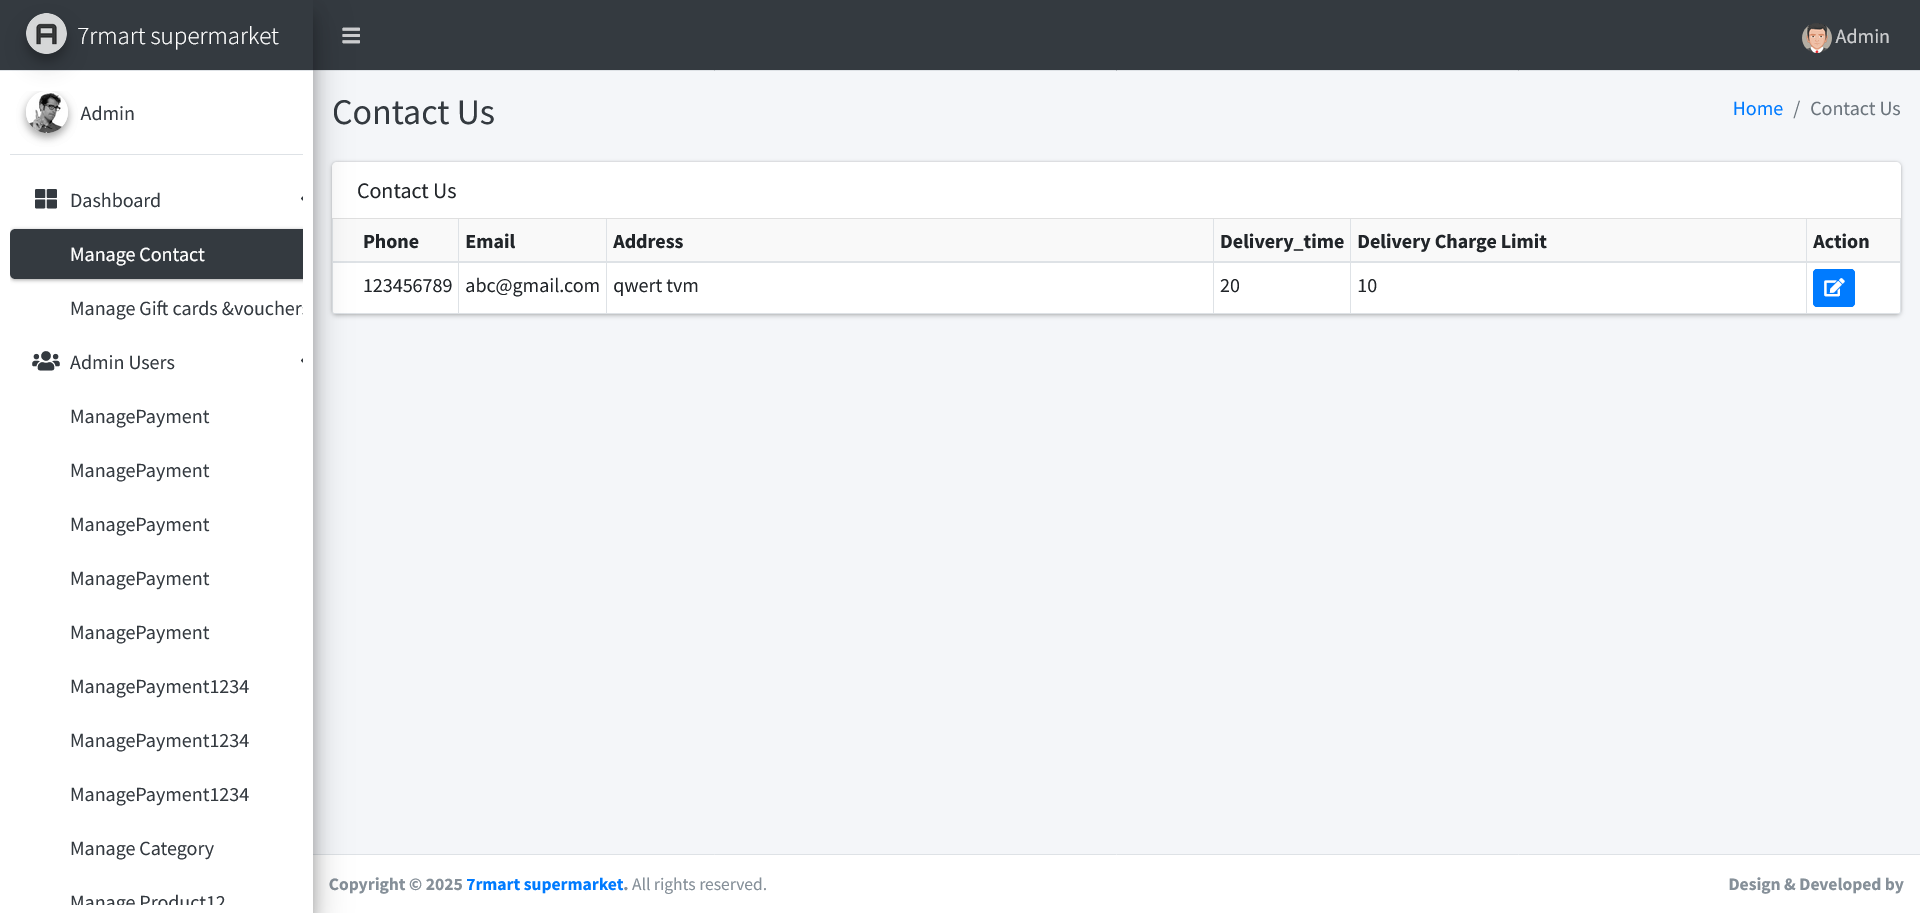 7rmart supermarket
Admin
Admin
Contact Us
Home / Contact Us
Dashboard
Manage Contact
Manage Gift cards &voucher
Admin Users
ManagePayment
ManagePayment
ManagePayment
ManagePayment
ManagePayment
ManagePayment1234
ManagePayment1234
ManagePayment1234
Manage Category
Manage Product12
Contact Us
Phone Email Address Delivery_time Delivery Charge Limit Action
123456789 abc@gmail.com qwert tvm 20 10
Copyright © 2025 7rmart supermarket. All rights reserved.
Design & Developed by